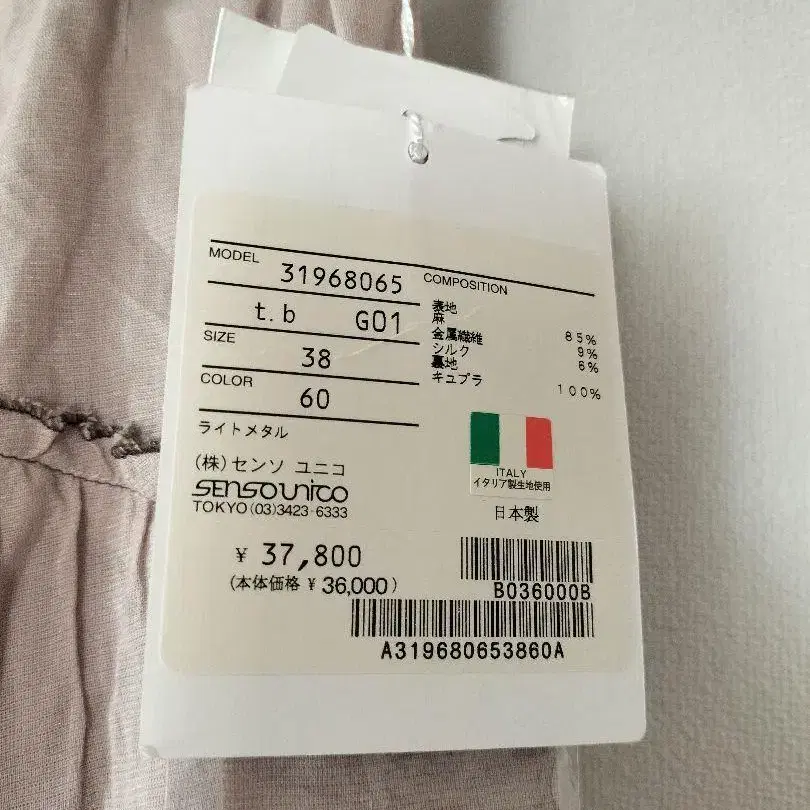 MODEL 31968065
t.b G01
SIZE
38
COLOR
60
ライトメタル
(株)センソ ユニコ
SENSOUNICO
TOKYO (03)3423-6333
COMPOSITION
表地
麻 85%
金属繊維 9%
シルク 6%
裏地
キュプラ 100%
ITALY
イタリア製生地使用
日本製
¥ 37,800
(本体価格 ¥ 36,000)
B036000B
A319680653860A